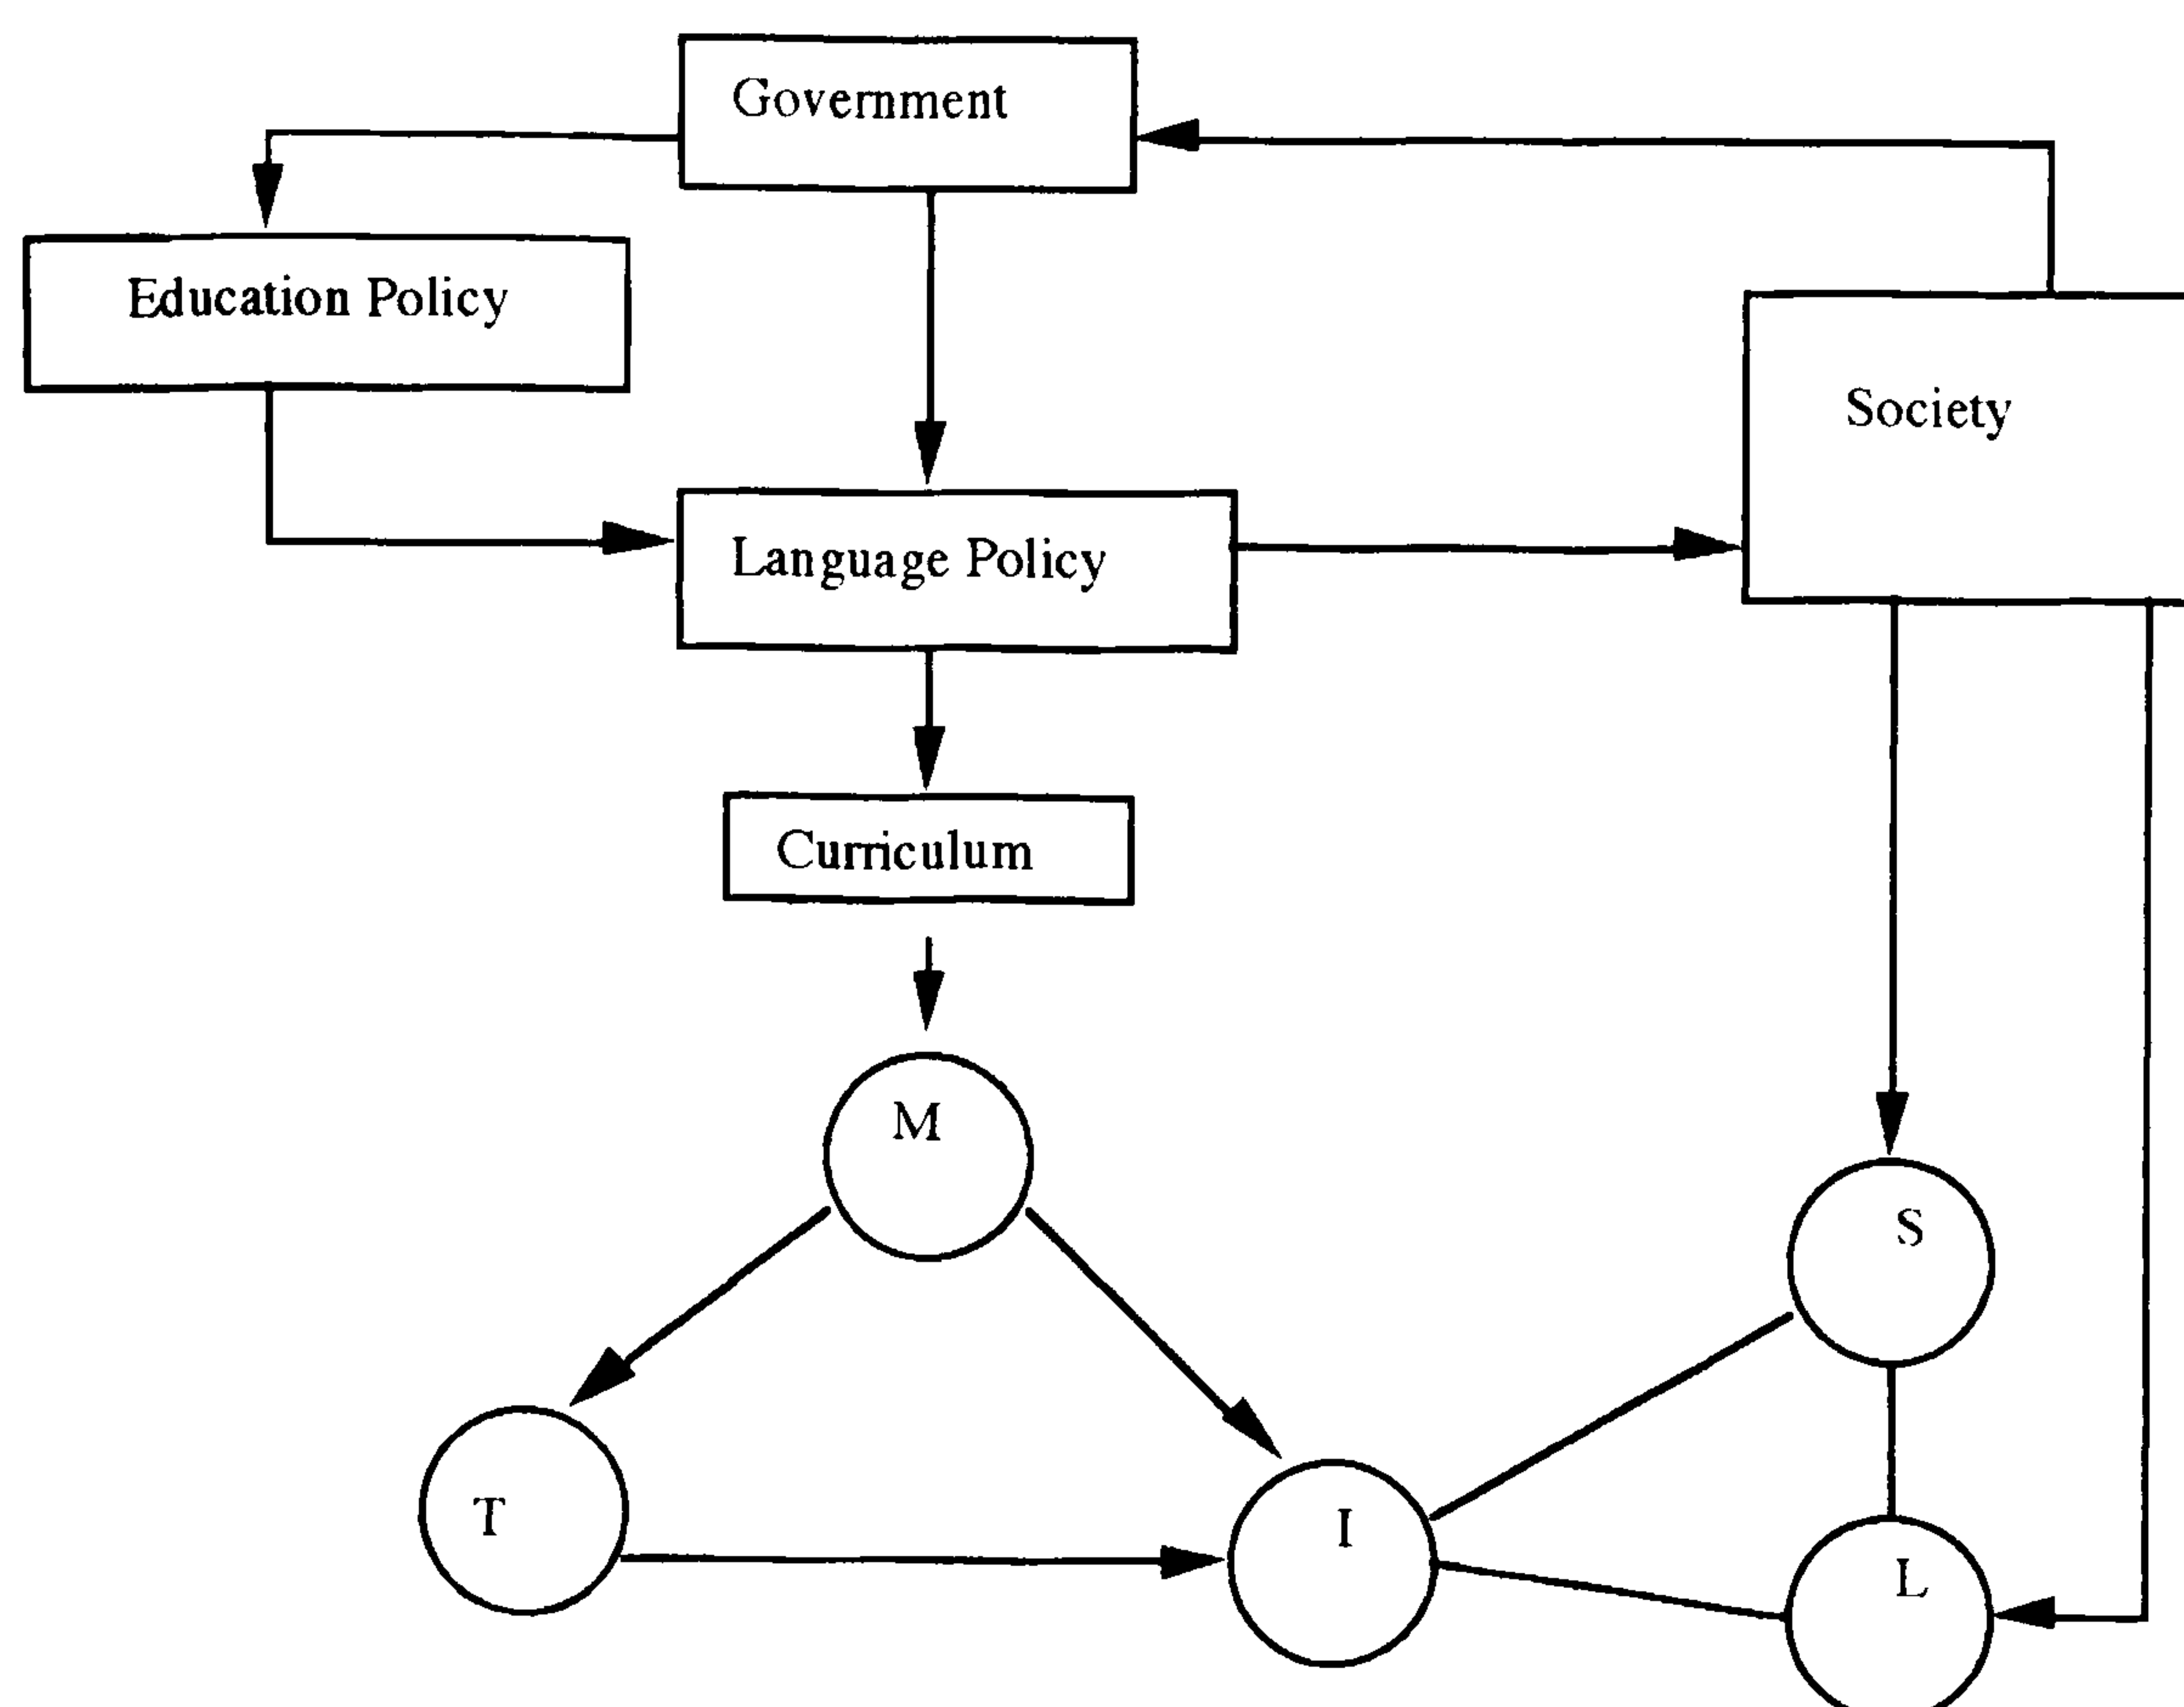 Government
Education Policy
Society
Language Policy
Curriculum
M
S
T
I
L